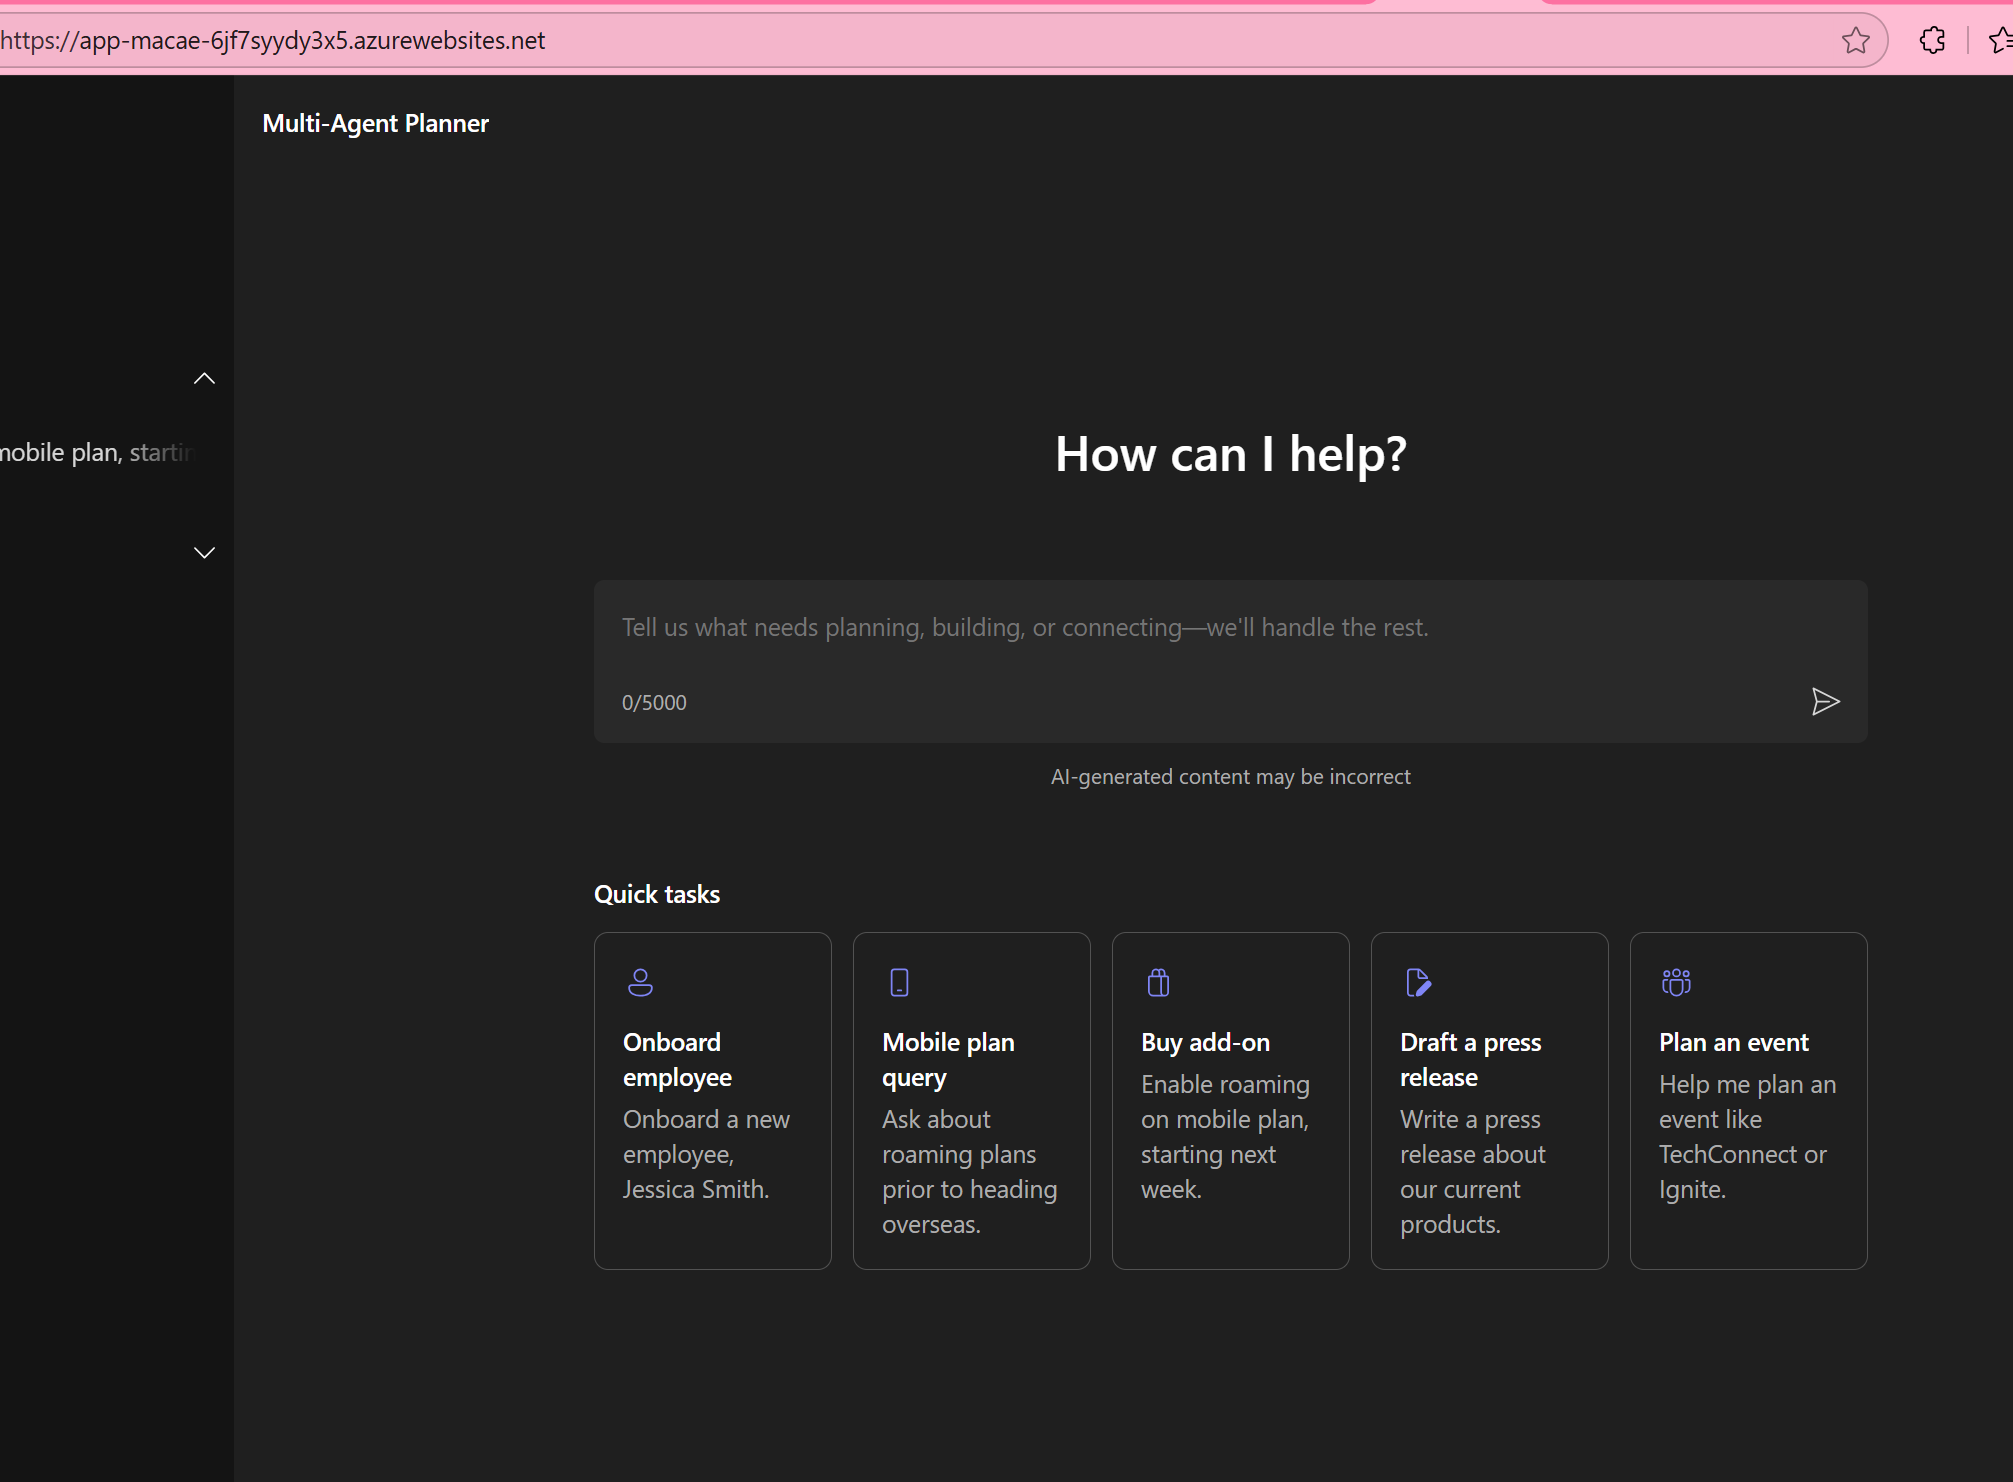 https://app-macae-6jf7syydy3x5.azurewebsites.net
Multi-Agent Planner
mobile plan, startin
How can I help?
Tell us what needs planning, building, or connecting—we'll handle the rest.
0/5000
AI-generated content may be incorrect
Quick tasks
Onboard
employee
Onboard a new
employee,
Jessica Smith.
Mobile plan
query
Ask about
roaming plans
prior to heading
overseas.
Buy add-on
Enable roaming
on mobile plan,
starting next
week.
Draft a press
release
Write a press
release about
our current
products.
Plan an event
Help me plan an
event like
TechConnect or
Ignite.